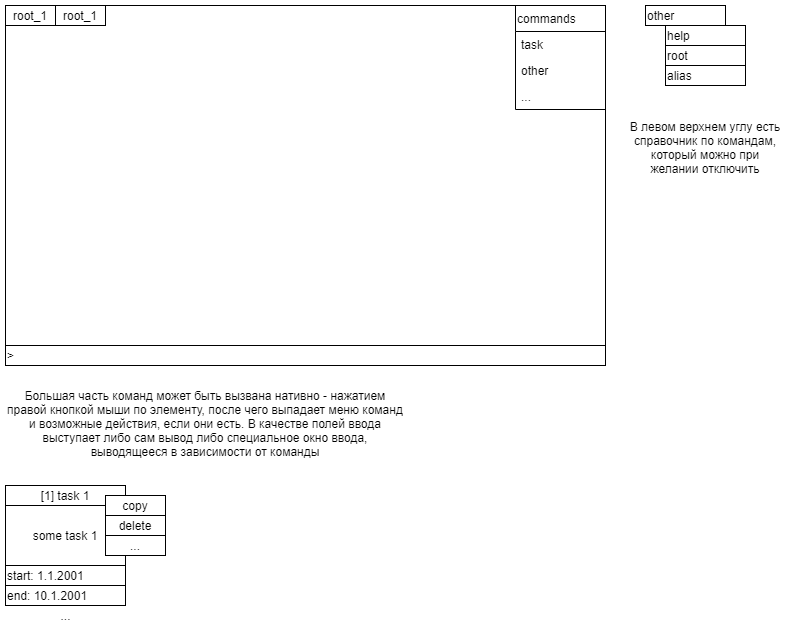 root_1 root_1
commands
task
other
...
other
help
root
alias
В левом верхнем углу есть
справочник по командам,
который можно при
желании отключить
>
Большая часть команд может быть вызвана нативно - нажатием
правой кнопкой мыши по элементу, после чего выпадает меню команд
и возможные действия, если они есть. В качестве полей ввода
выступает либо сам вывод либо специальное окно ввода,
выводящееся в зависимости от команды
[1] task 1
some task 1
start: 1.1.2001
end: 10.1.2001
...
copy
delete
...